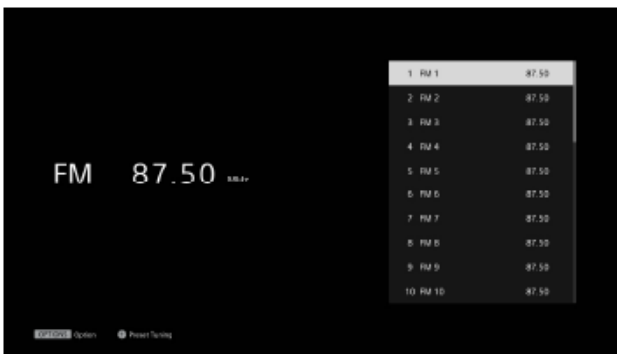 FM 87.50 MHz
1 FM 1 87.50
2 FM 2 87.50
3 FM 3 87.50
4 FM 4 87.50
5 FM 5 87.50
6 FM 6 87.50
7 FM 7 87.50
8 FM 8 87.50
9 FM 9 87.50
10 FM 10 87.50
OPTIONS Option Preset Tuning